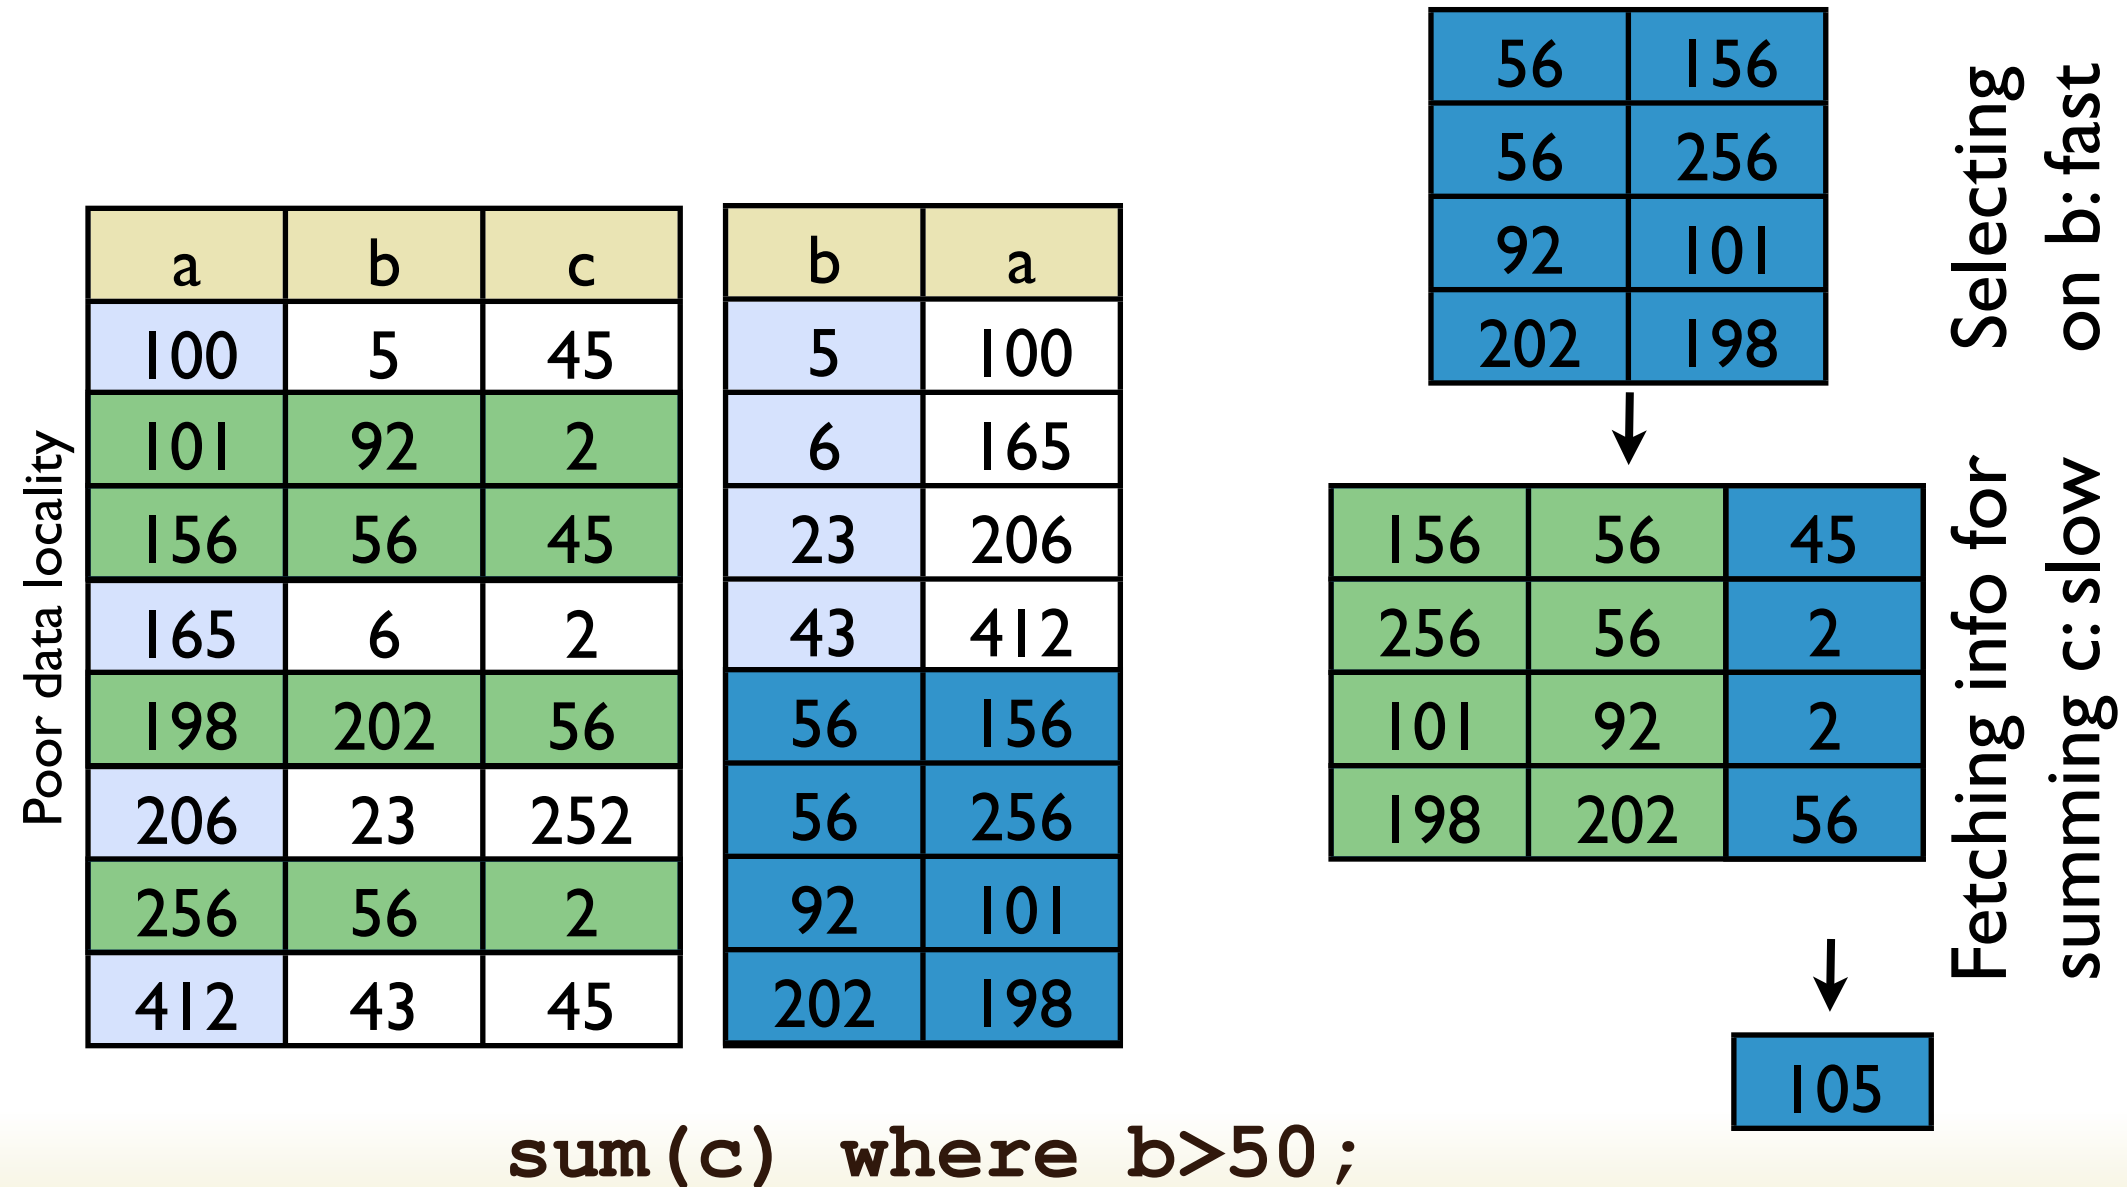 Poor data locality
a b c
100 5 45
101 92 2
156 56 45
165 6 2
198 202 56
206 23 252
256 56 2
412 43 45
b a
5 100
6 165
23 206
43 412
56 156
56 256
92 101
202 198
56 156
56 256
92 101
202 198
Selecting
on b: fast
156 56 45
256 56 2
101 92 2
198 202 56
Fetching info for
summing c: slow
105
sum(c) where b>50;